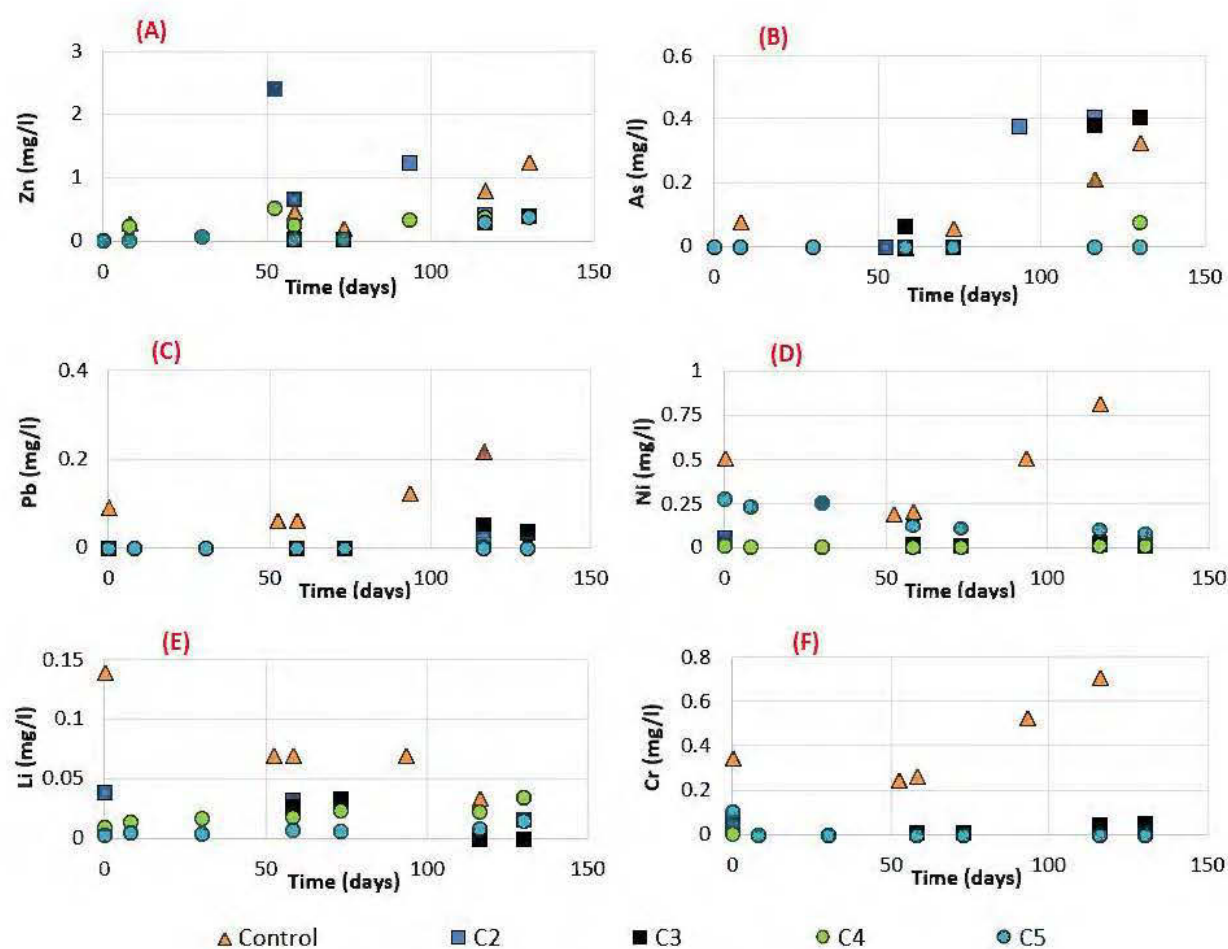 (A)
3
2
1
0
Zn (mg/l)
0 50 100 150
Time (days)
(B)
0.6
0.4
0.2
0
As (mg/l)
0 50 100 150
Time (days)
(C)
0.4
0.2
0
Pb (mg/l)
0 50 100 150
Time (days)
(D)
1
0.75
0.5
0.25
0
Ni (mg/l)
0 50 100 150
Time (days)
(E)
0.15
0.1
0.05
0
Li (mg/l)
0 50 100 150
Time (days)
(F)
0.8
0.6
0.4
0.2
0
Cr (mg/l)
0 50 100 150
Time (days)
Control C2 C3 C4 C5